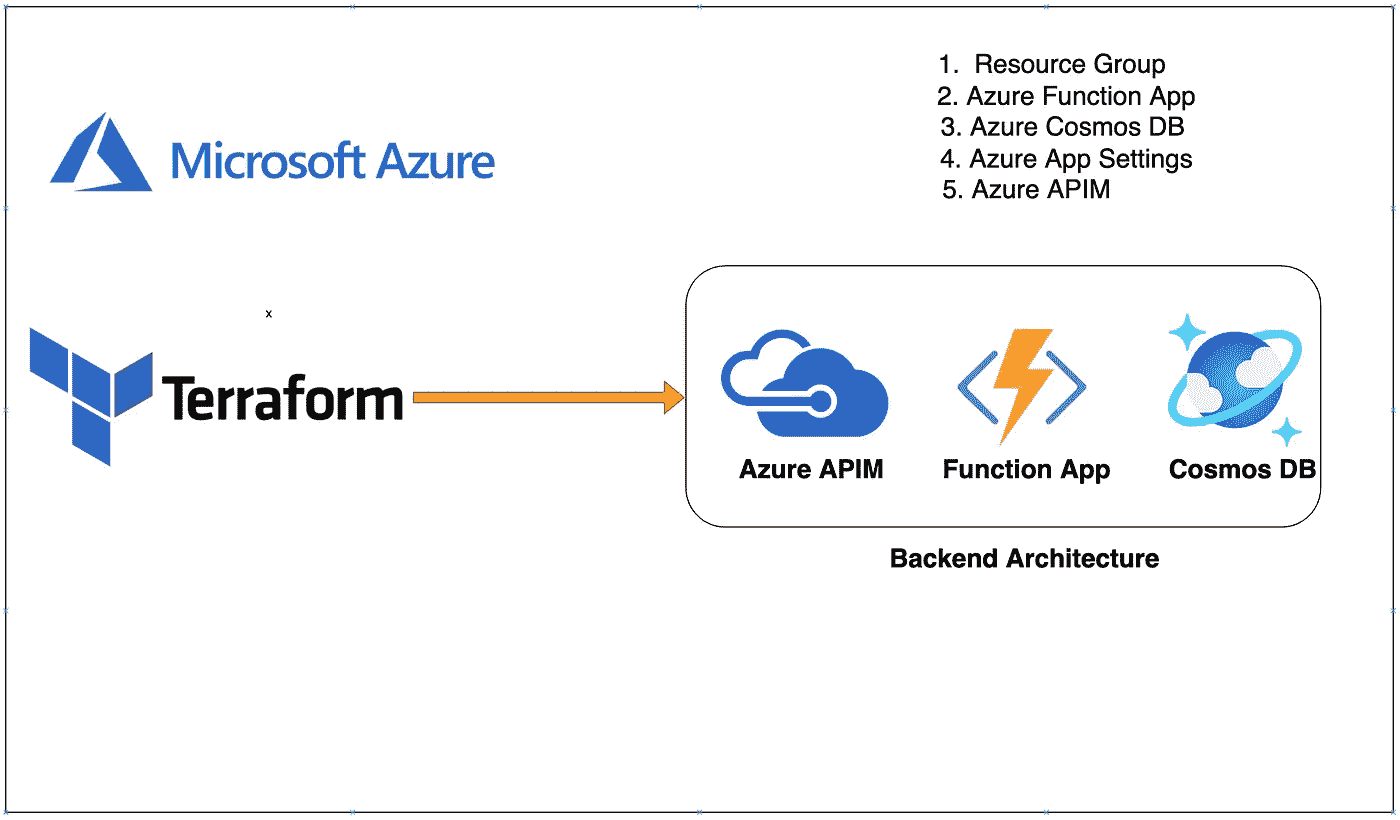 1. Resource Group
2. Azure Function App
3. Azure Cosmos DB
4. Azure App Settings
5. Azure APIM
Microsoft Azure
x
Terraform
Azure APIM
Function App
Cosmos DB
Backend Architecture